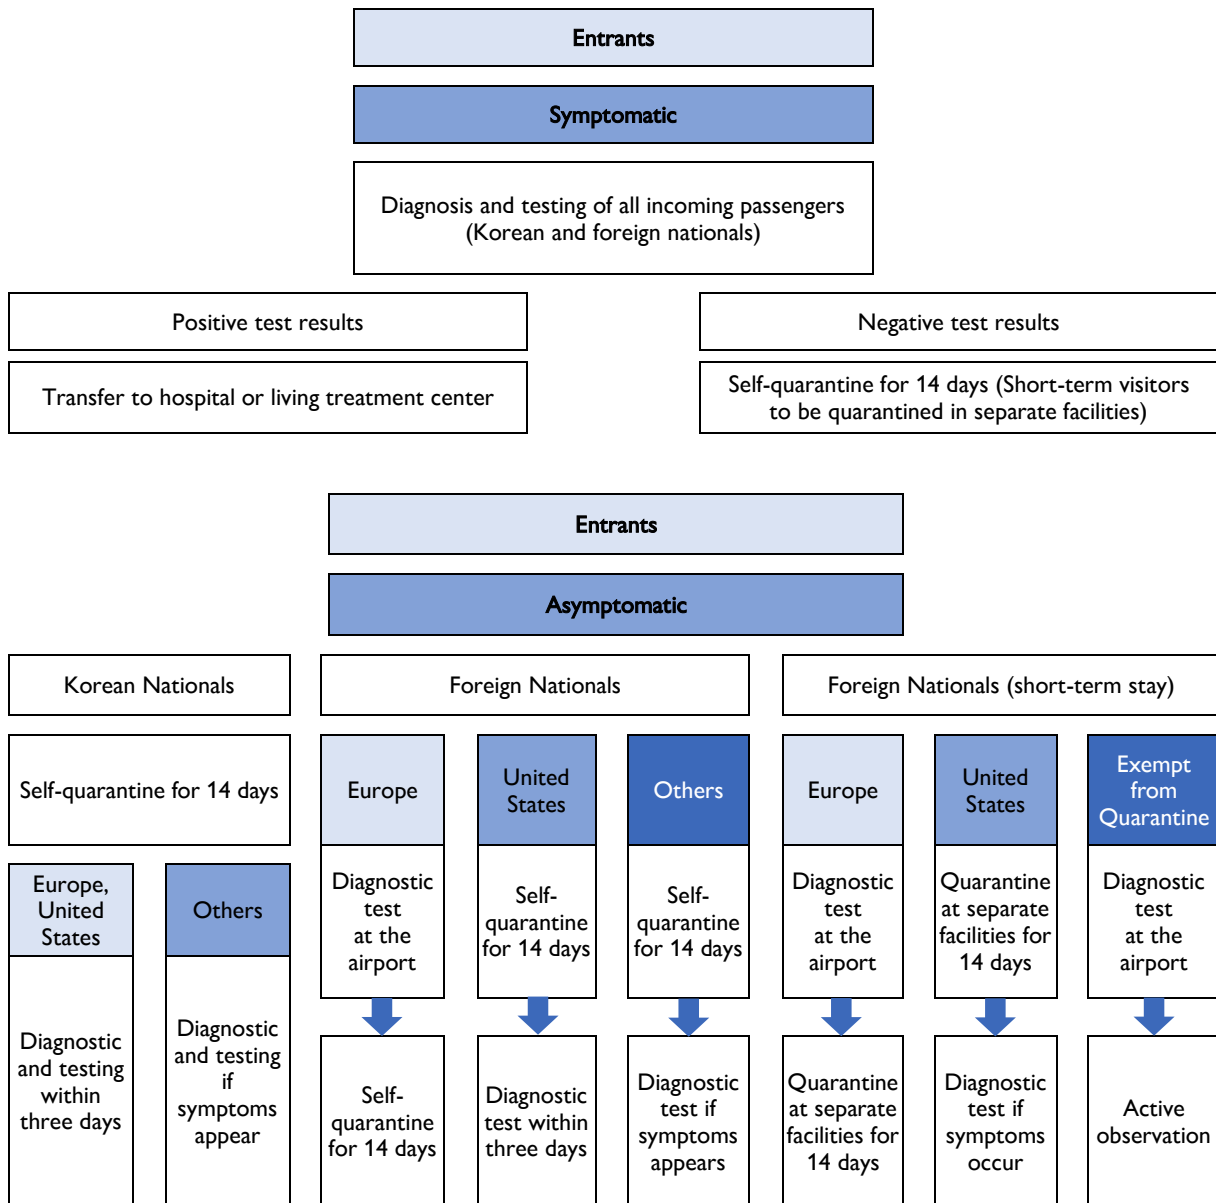 Entrants
Symptomatic
Diagnosis and testing of all incoming passengers
(Korean and foreign nationals)
Positive test results
Negative test results
Transfer to hospital or living treatment center
Self-quarantine for 14 days (Short-term visitors
to be quarantined in separate facilities)
Entrants
Asymptomatic
Korean Nationals
Foreign Nationals
Foreign Nationals (short-term stay)
Self-quarantine for 14 days
Europe,
United
States
Others
Diagnostic
and testing
within
three days
Diagnostic
and testing
if
symptoms
appear
Europe
United
States
Others
Diagnostic
test
at the
airport
Self-
quarantine
for 14 days
Self-
quarantine
for 14 days
Self-
quarantine
for 14 days
Diagnostic
test within
three days
Diagnostic
test if
symptoms
appears
Europe
United
States
Exempt
from
Quarantine
Diagnostic
test
at the
airport
Quarantine
at separate
facilities for
14 days
Diagnostic
test
at the
airport
Quarantine
at separate
facilities for
14 days
Diagnostic
test if
symptoms
occur
Active
observation